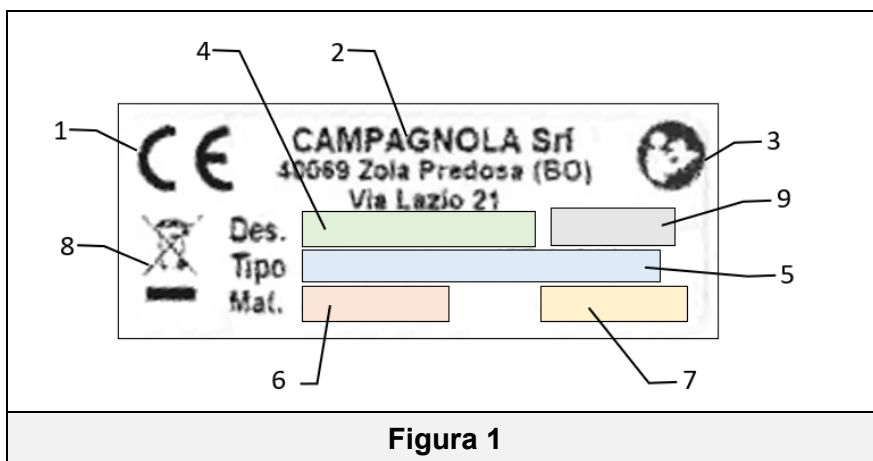 4
2
1
CE
CAMPAGNOLA Srl
40069 Zola Predosa (BO)
Via Lazio 21
3
9
8
Des.
Tipo
5
Mat.
6
7
Figura 1